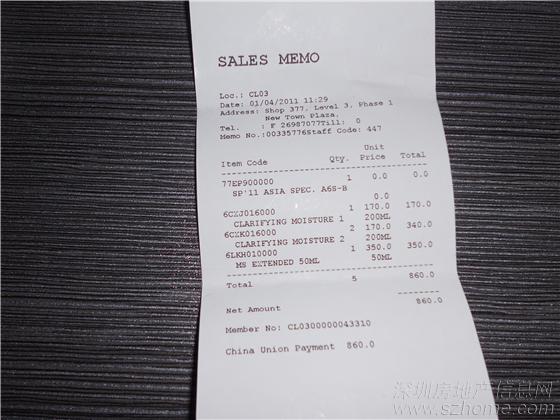 SALES MEMO
Loc.: CL03
Date: 01/04/2011 11:29
Address: Shop 377, Level 3, Phase 1
New Town Plaza,
Tel. : F 26987077Till: 0
Memo No.:00335776Staff Code: 447
Unit
Item Code Qty. Price Total
77EP900000 1 0.0 0.0
SP'11 ASIA SPEC. A6S-B
0.0
6CXJ016000 1 170.0 170.0
CLARIFYING MOISTURE 1 200ML
6CXK016000 2 170.0 340.0
CLARIFYING MOISTURE 2 200ML
6LKH010000 1 350.0 350.0
MS EXTENDED 50ML 50ML
Total 5 860.0
Net Amount 860.0
Member No: CL0300000043310
China Union Payment 860.0
深圳房地产信息网
www.szhome.com